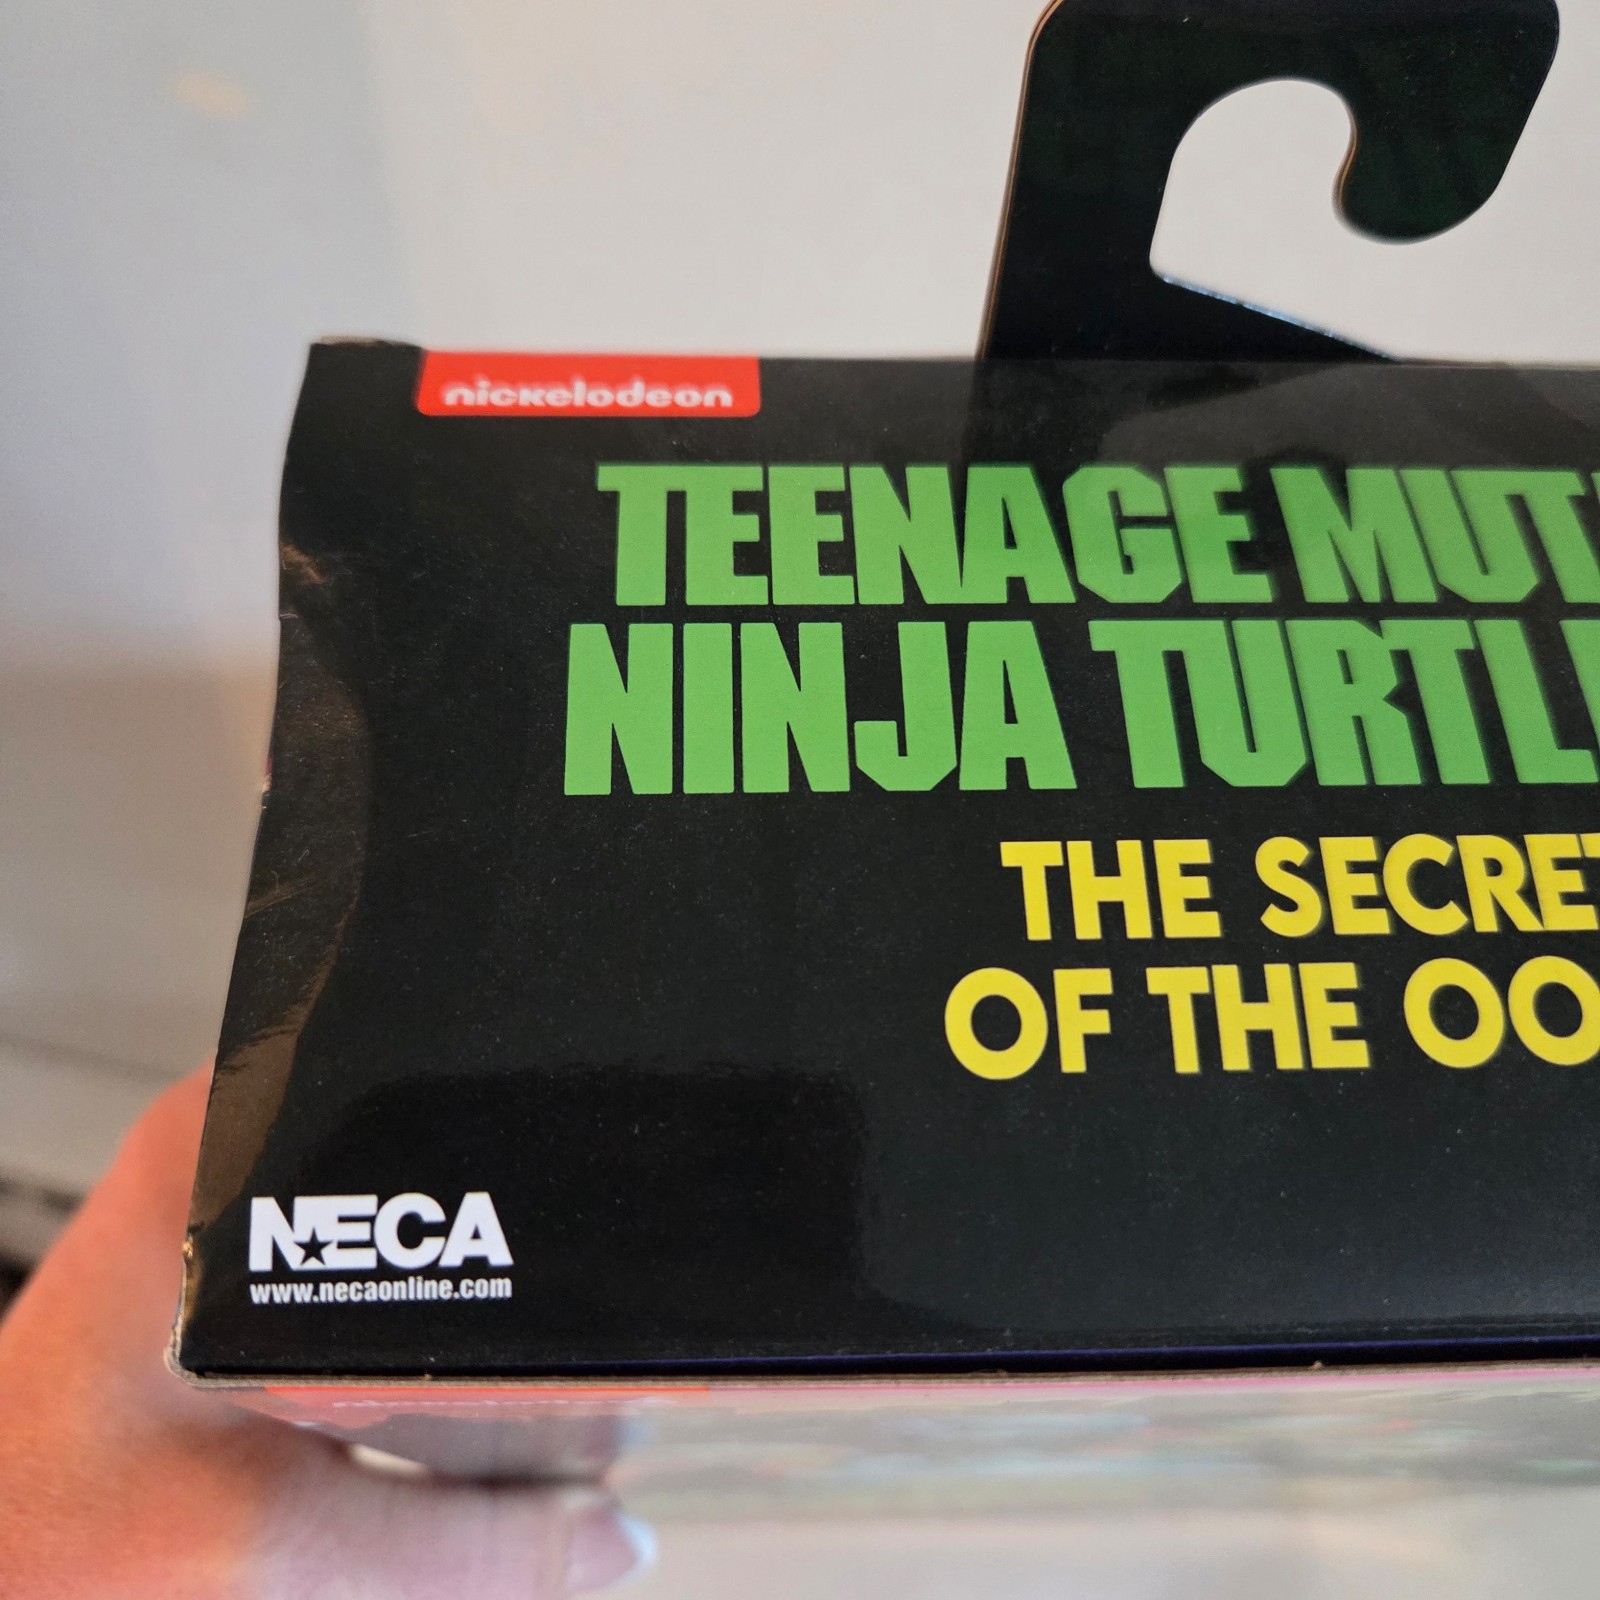 nickelodeon
TEENAGE MUT
NINJA TURTL
THE SECRET
OF THE OO
NECA
www.necaonline.com